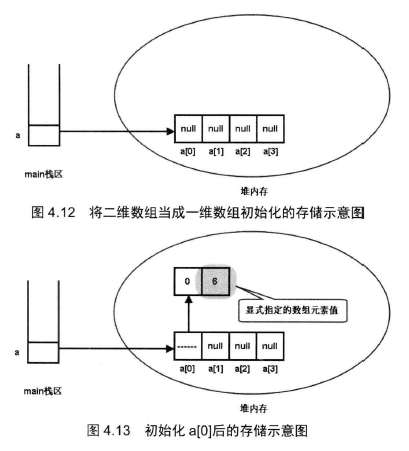 null null null null
a
a[0] a[1] a[2] a[3]
main栈区
堆内存
图 4.12 将二维数组当成一维数组初始化的存储示意图
0 6
显式指定的数组元素值
------ null null null
a
a[0] a[1] a[2] a[3]
main栈区
堆内存
图 4.13 初始化 a[0]后的存储示意图